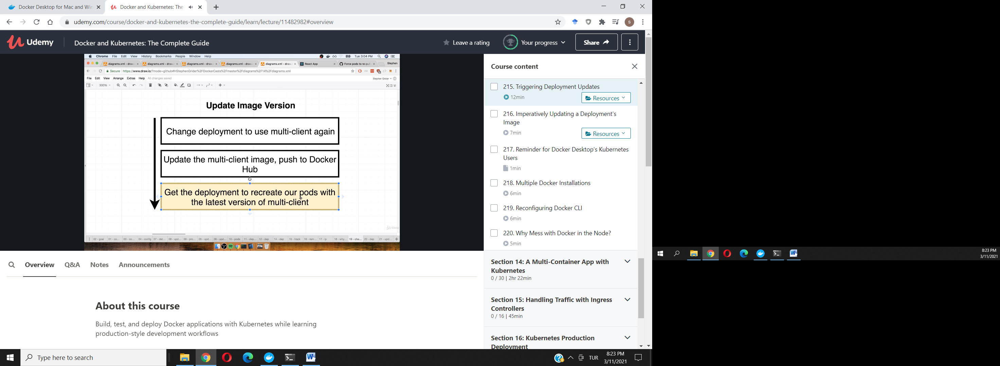 Docker Desktop for Mac and Win
Docker and Kubernetes: The
udemy.com/course/docker-and-kubernetes-the-complete-guide/learn/lecture/11482982#overview
S
Udemy
Docker and Kubernetes: The Complete Guide
Leave a rating
Your progress
Share
Chrome File Edit View History Bookmarks People Window Help
Tue 3:04 PM
diagrams.xml - draw.
diagrams.xml - draw.i
diagrams.xml - draw.i
diagrams.xml - draw.i
diagrams.xml - draw.i
React App
Force pods to re-pull
Stephen
Secure https://www.draw.io/?mode=github#HStephenGrider%2FDockerCasts%2Fmaster%2Fdiagrams%2F14%2Fdiagrams.xml
File Edit View Arrange Extras Help All changes saved
Stephen Grider
300%
Update Image Version
Change deployment to use multi-client again
Update the multi-client image, push to Docker
Hub
Get the deployment to recreate our pods with
the latest version of multi-client
Udemy
02 - goal 01 - co... 03 - co... 04 - config 07 - det... 08 - upd... 09 - pro... 05 - upd... 06 - upd... 10 - pods 11 - dep... 12 - dep 14 - dep 15 - track 16 - rem... 17 - ip 18 - why... 19 - cha... 20 - dep 21 - upd...
Course content
215. Triggering Deployment Updates
12min
Resources
216. Imperatively Updating a Deployment's
Image
7min
Resources
217. Reminder for Docker Desktop's Kubernetes
Users
1min
218. Multiple Docker Installations
6min
219. Reconfiguring Docker CLI
6min
220. Why Mess with Docker in the Node?
5min
Section 14: A Multi-Container App with
Kubernetes
0 / 30 | 2hr 22min
Section 15: Handling Traffic with Ingress
Controllers
0 / 16 | 45min
Section 16: Kubernetes Production
Deployment
Overview
Q&A
Notes
Announcements
About this course
Build, test, and deploy Docker applications with Kubernetes while learning
production-style development workflows
Type here to search
TUR
8:23 PM
3/11/2021
8:23 PM
3/11/2021